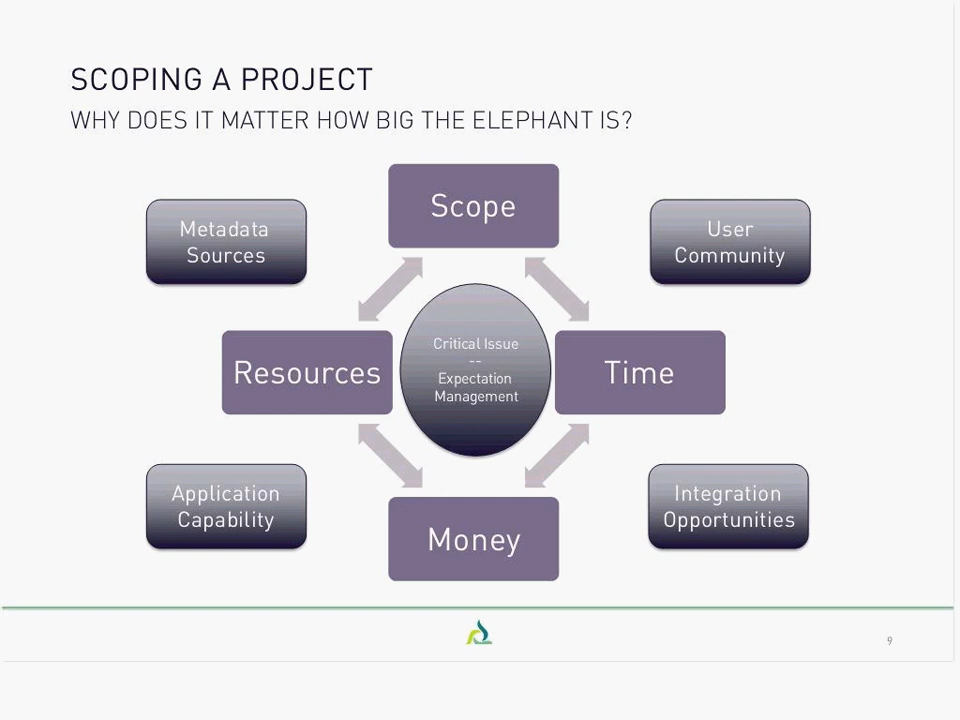 SCOPING A PROJECT
WHY DOES IT MATTER HOW BIG THE ELEPHANT IS?
Scope
Metadata
Sources
User
Community
Critical Issue
--
Expectation
Management
Resources
Time
Application
Capability
Integration
Opportunities
Money
9